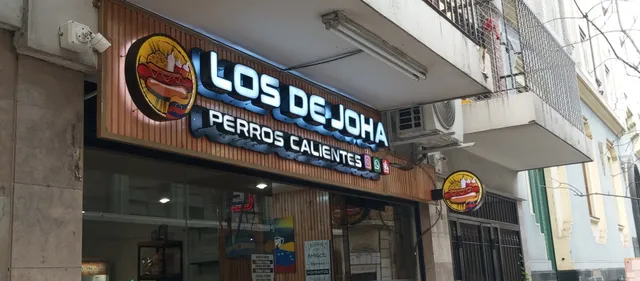 LOS DE JOHA
PERROS CALIENTES